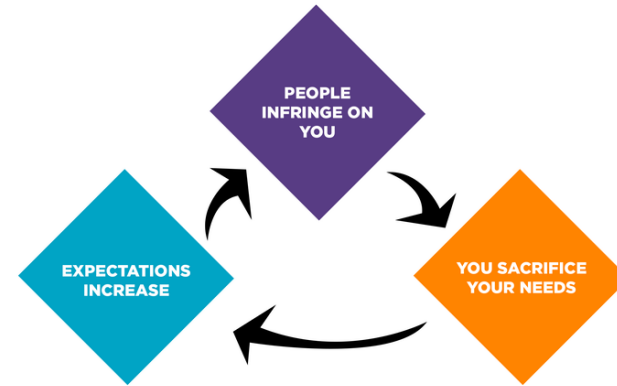 PEOPLE
INFRINGE ON
YOU
YOU SACRIFICE
YOUR NEEDS
EXPECTATIONS
INCREASE